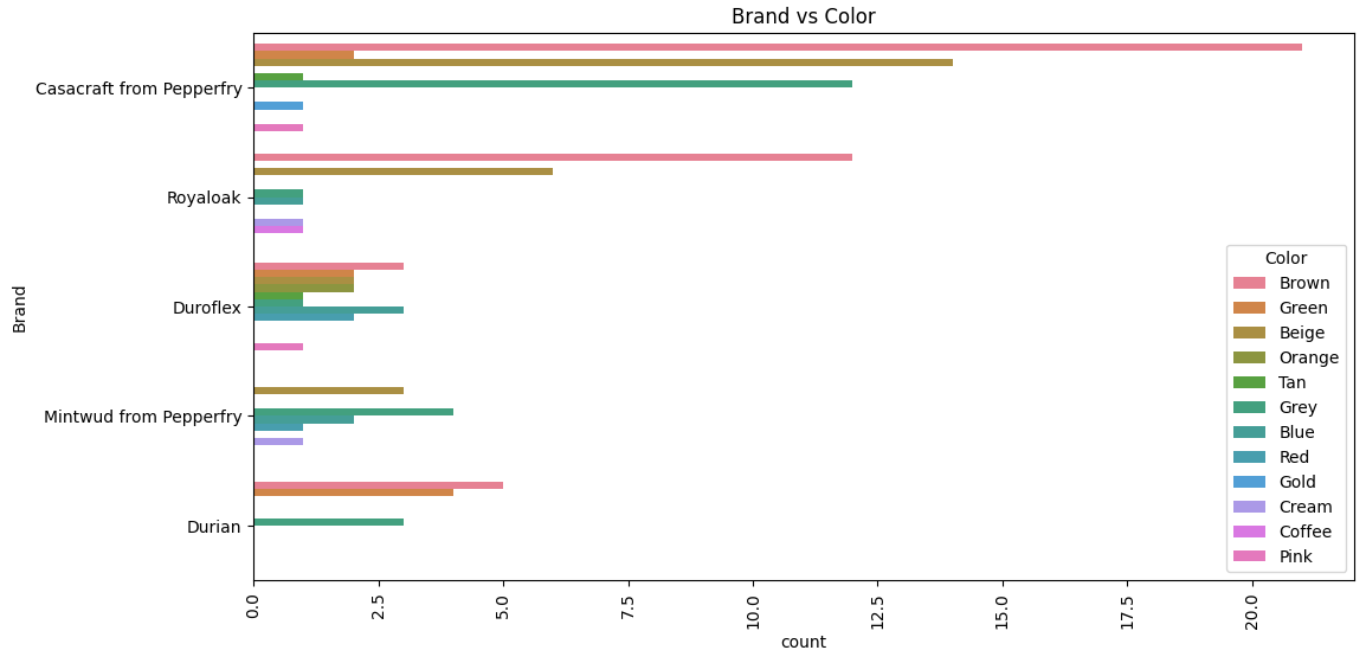 Brand vs Color
Brand
Casacraft from Pepperfry
Royaloak
Duroflex
Mintwud from Pepperfry
Durian
Color
Brown
Green
Beige
Orange
Tan
Grey
Blue
Red
Gold
Cream
Coffee
Pink
0.0 2.5 5.0 7.5 10.0 12.5 15.0 17.5 20.0
count